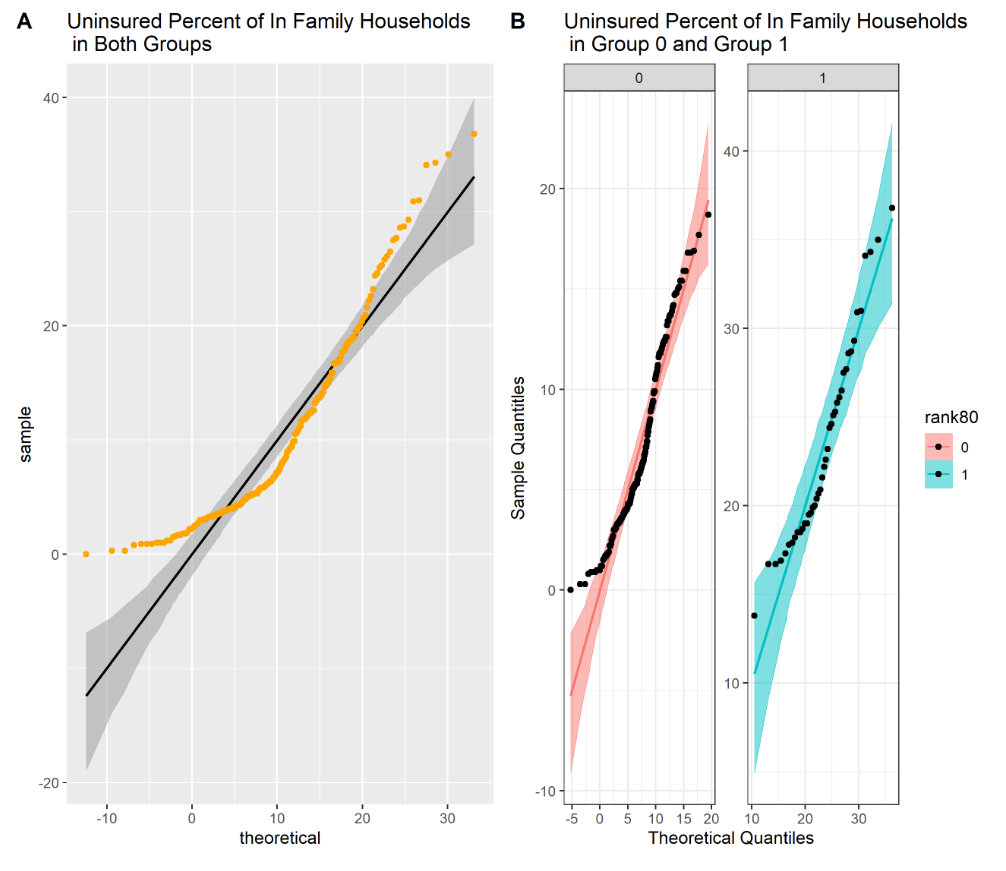 A
Uninsured Percent of In Family Households
in Both Groups
40
20
0
-20
sample
-10 0 10 20 30
theoretical
B
Uninsured Percent of In Family Households
in Group 0 and Group 1
0
20
10
0
-10
Sample Quantitles
-5 0 5 10 15 20
1
40
30
20
10
10 20 30
Theoretical Quantiles
rank80
0
1